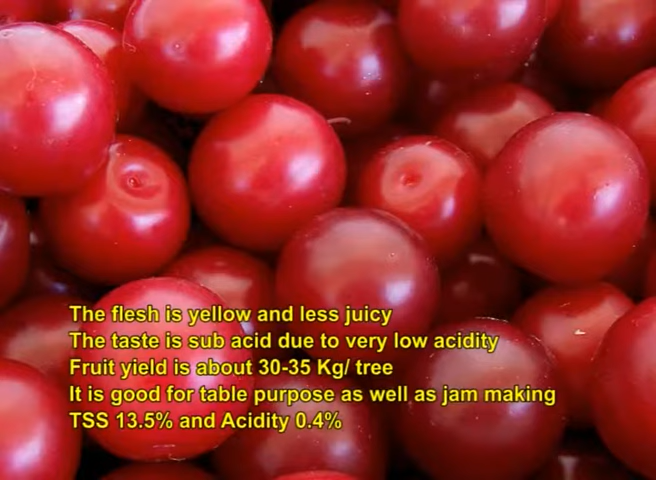 The flesh is yellow and less juicy
The taste is sub acid due to very low acidity
Fruit yield is about 30-35 Kg/ tree
It is good for table purpose as well as jam making
TSS 13.5% and Acidity 0.4%